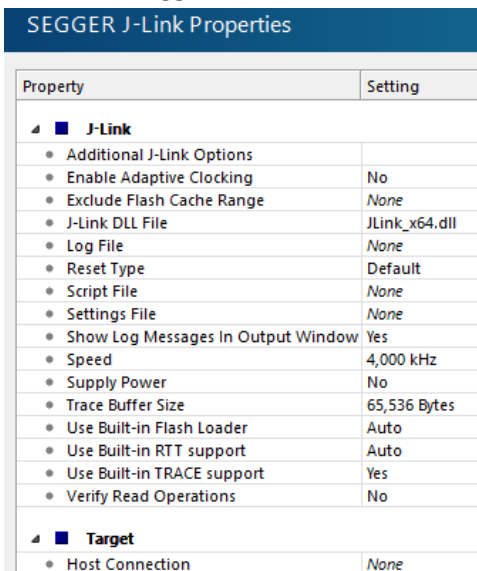 SEGGER J-Link Properties
Property Setting
J-Link
Additional J-Link Options
Enable Adaptive Clocking No
Exclude Flash Cache Range None
J-Link DLL File JLink_x64.dll
Log File None
Reset Type Default
Script File None
Settings File None
Show Log Messages In Output Window Yes
Speed 4,000 kHz
Supply Power No
Trace Buffer Size 65,536 Bytes
Use Built-in Flash Loader Auto
Use Built-in RTT support Auto
Use Built-in TRACE support Yes
Verify Read Operations No
Target
Host Connection None